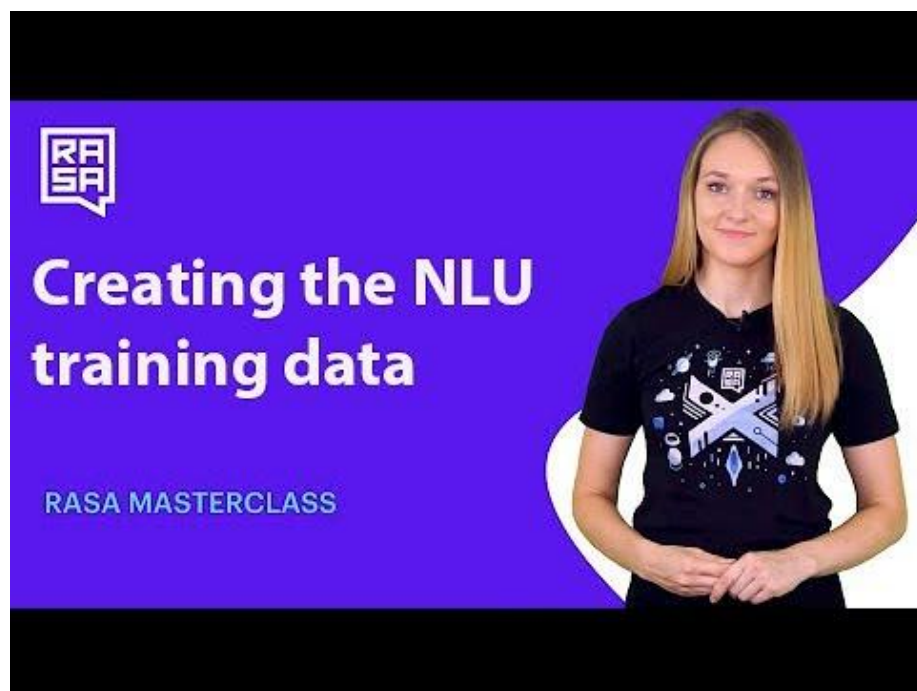 RA
SA
Creating the NLU
training data
RASA MASTERCLASS